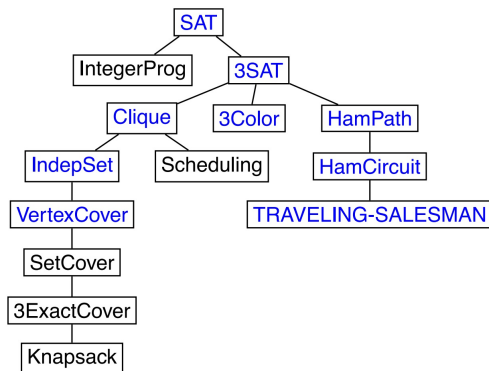 SAT
IntegerProg
3SAT
Clique
3Color
HamPath
IndepSet
Scheduling
HamCircuit
VertexCover
TRAVELING-SALESMAN
SetCover
3ExactCover
Knapsack